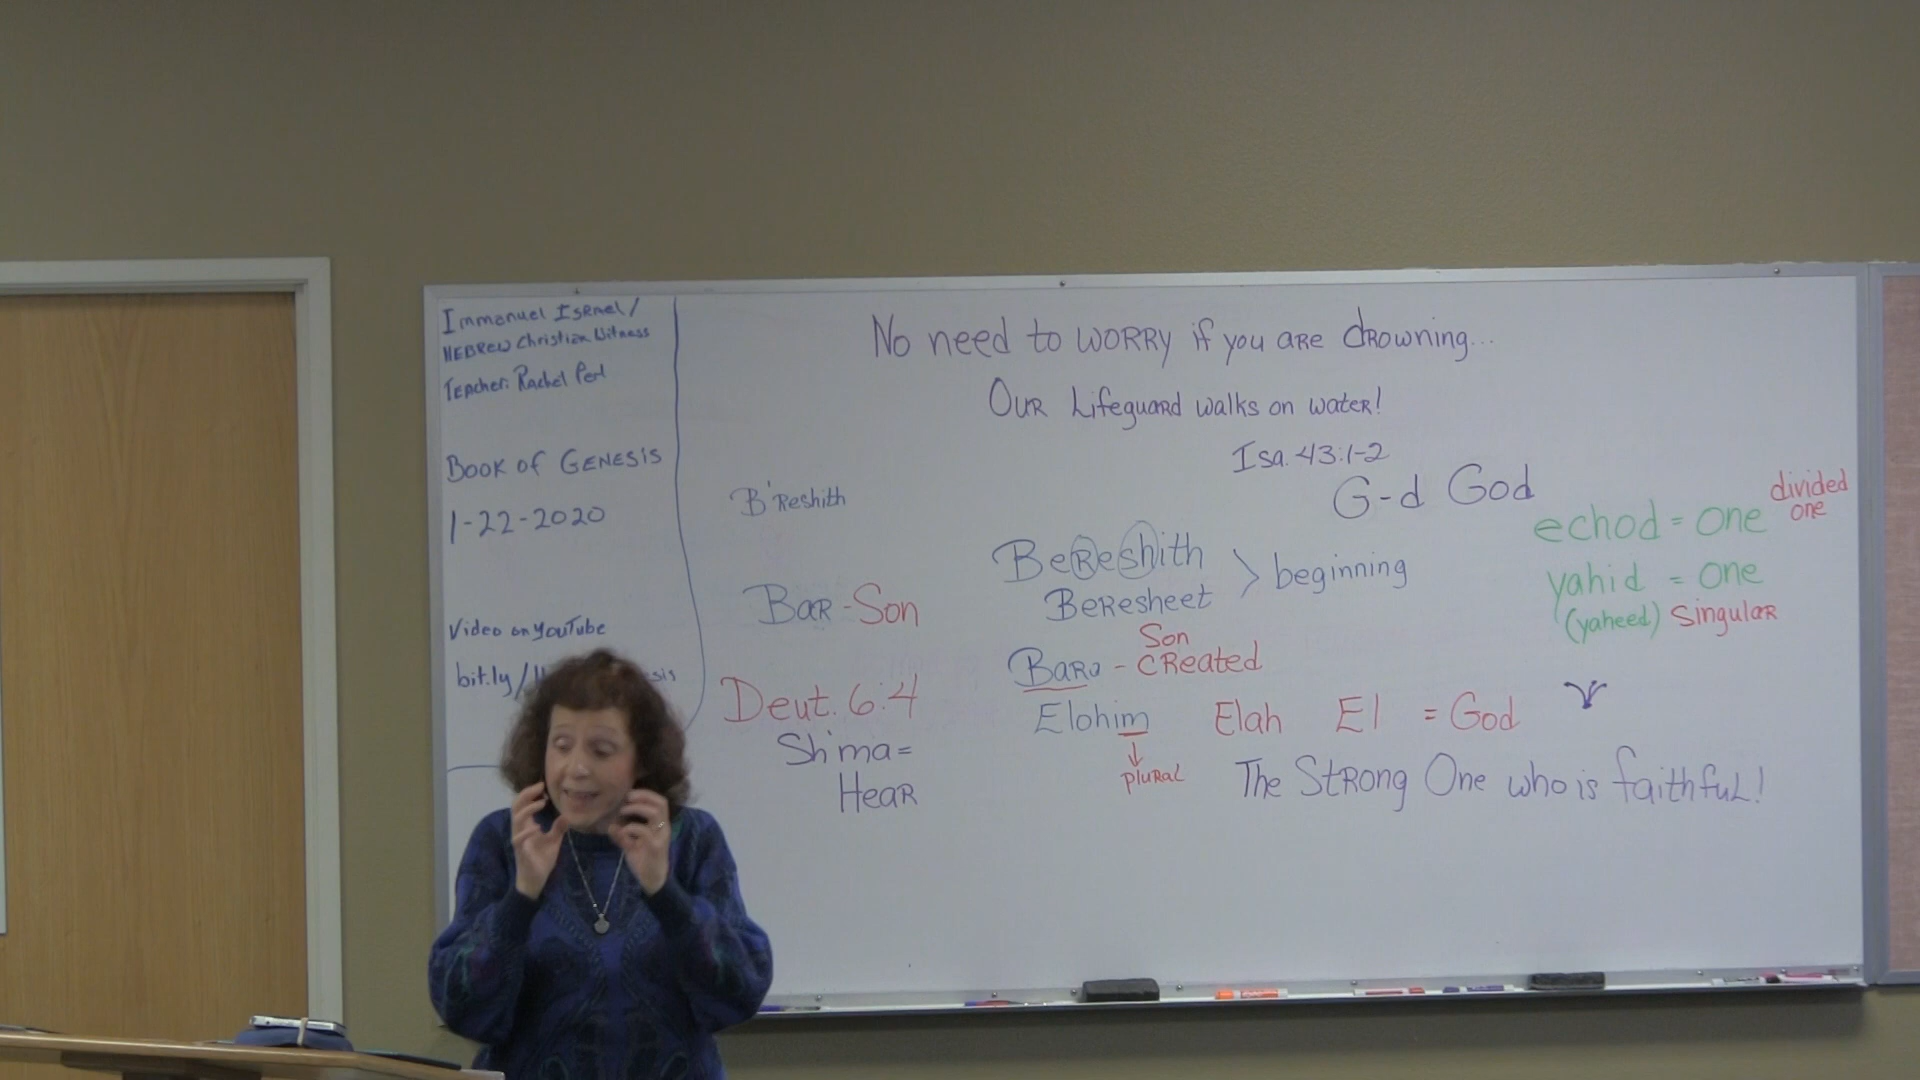 Immanuel Israel/
HEBREW Christian Witness
Teacher: Rachel Perl
BOOK OF GENESIS
1-22-2020
Video on YouTube
bit.ly/
No need to WORRY if you are drowning...
Our Lifeguard walks on water!
Isa. 43:1-2
G-d God
B'Reshith
BeReshith
BeResheet
> beginning
Bar - Son
Son
Bara - Created
Deut. 6:4
Sh'ma =
Hear
Elohim Elah El = God
plural
The Strong One who is faithful!
echod = one divided one
yahid = one
(yaheed) Singular